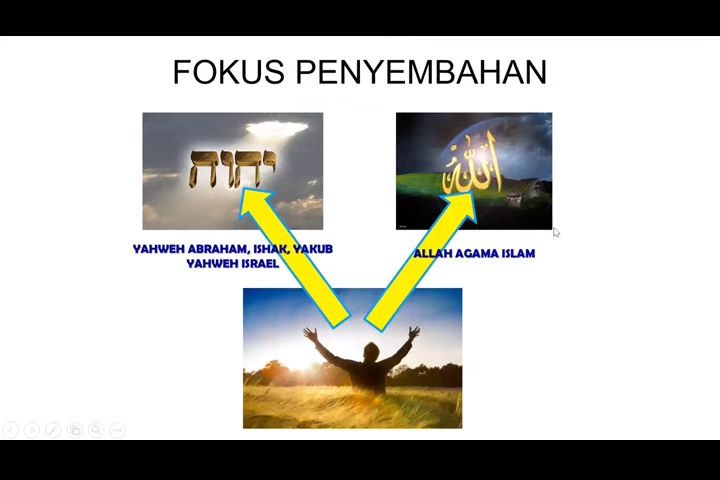 FOKUS PENYEMBAHAN
יהוה
الله
YAHWEH ABRAHAM, ISHAK, YAKUB
YAHWEH ISRAEL
ALLAH AGAMA ISLAM